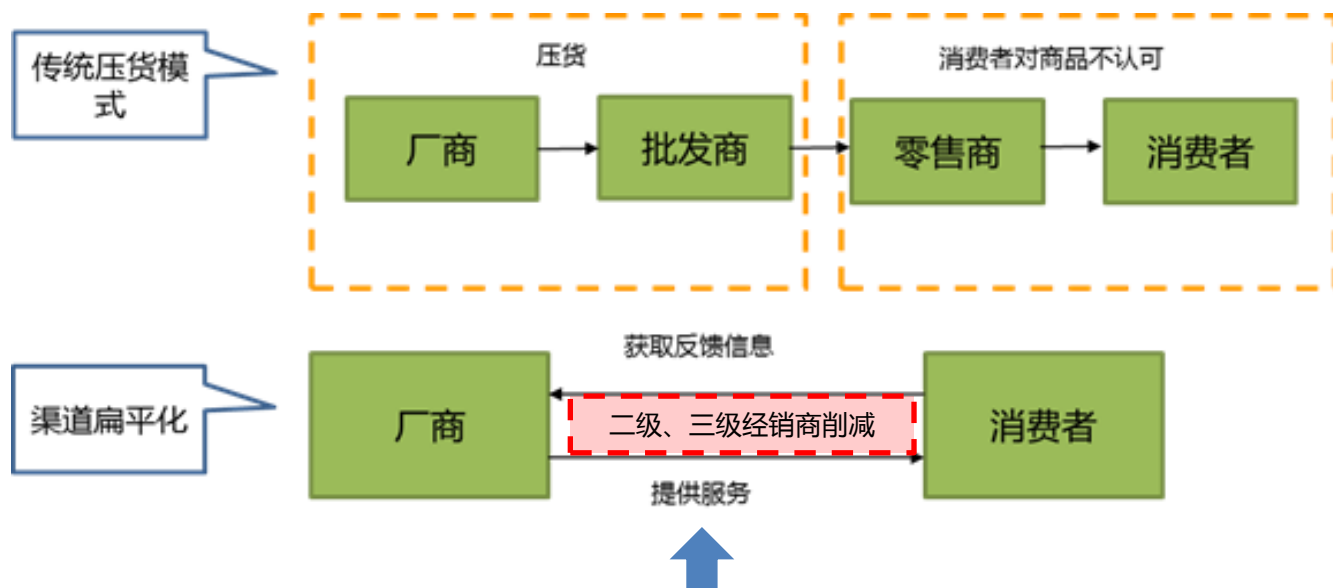 传统压货模
式
压货
消费者对商品不认可
厂商
批发商
零售商
消费者
获取反馈信息
渠道扁平化
厂商
二级、三级经销商削减
消费者
提供服务